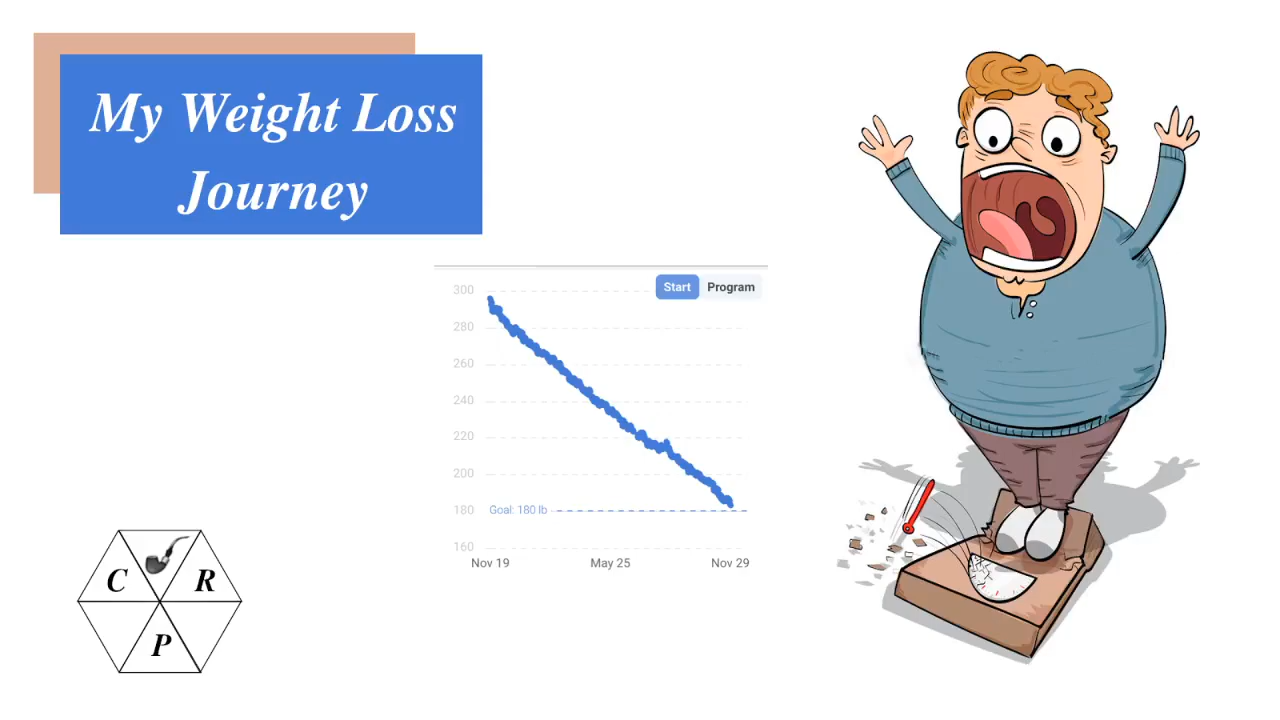 My Weight Loss
Journey
Start Program
300
280
260
240
220
200
180
Goal: 180 lb
160
Nov 19 May 25 Nov 29
C R
P